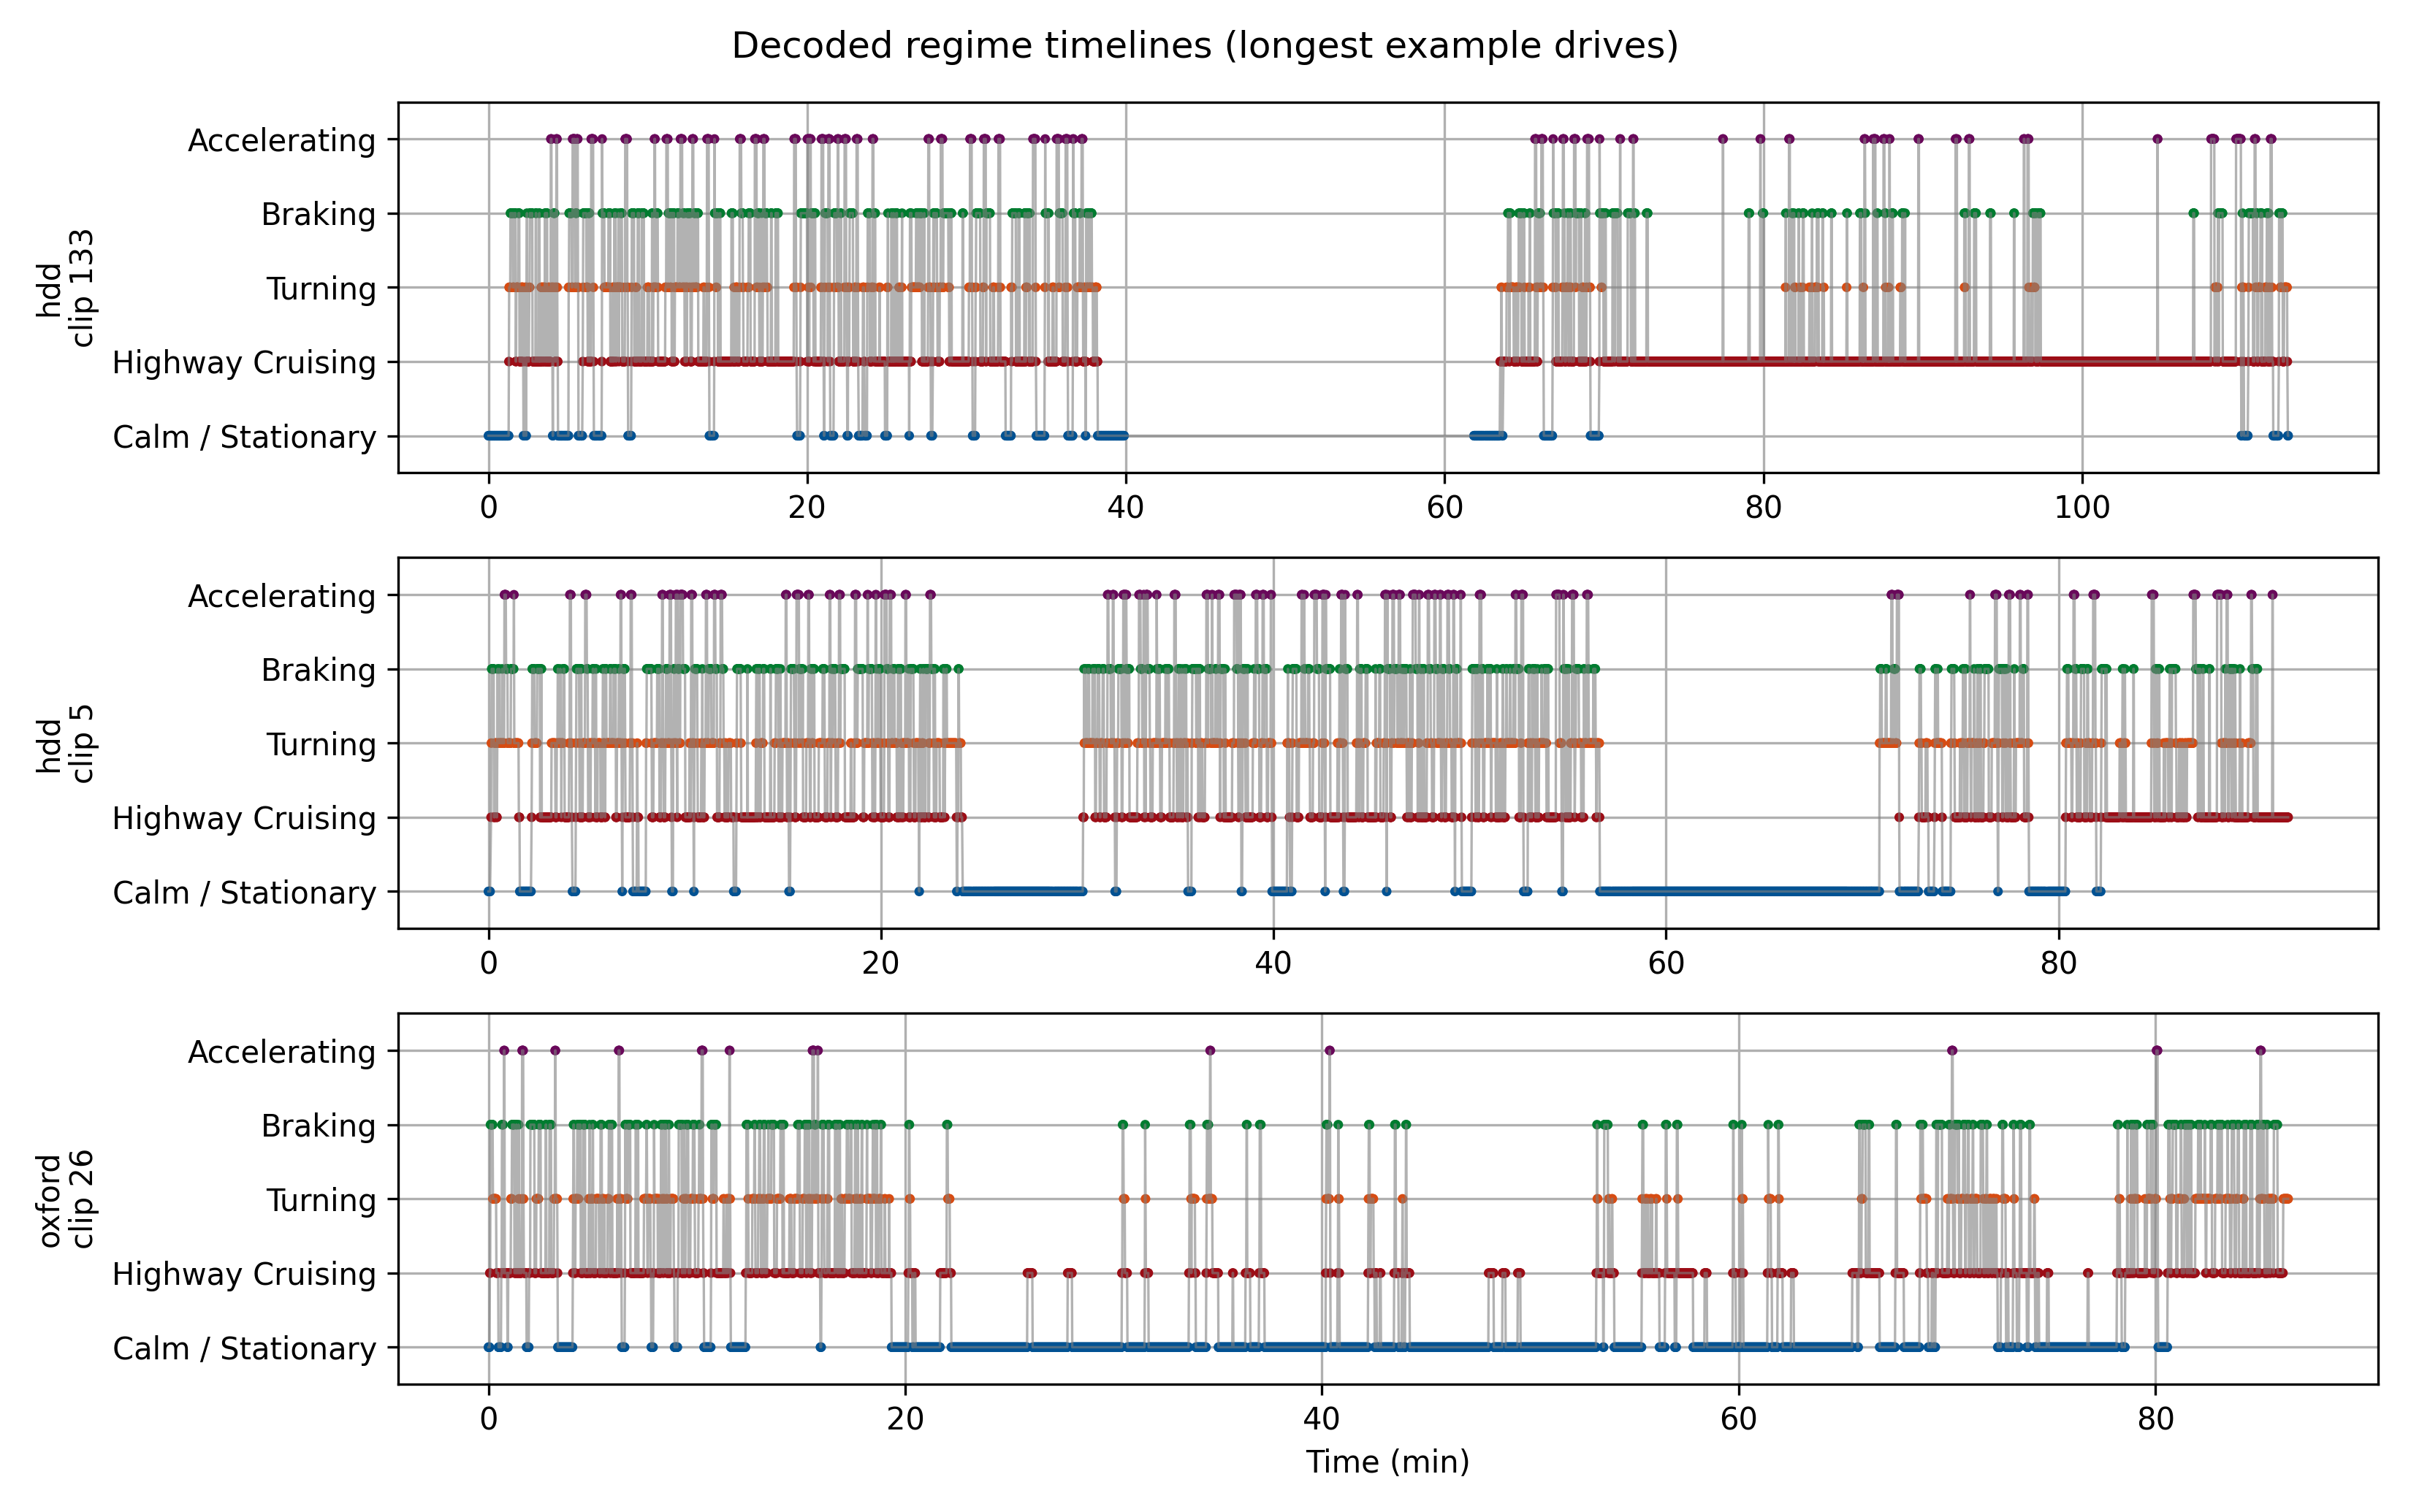 Decoded regime timelines (longest example drives)
Accelerating
Braking
Turning
Highway Cruising
Calm / Stationary
hdd
clip 133
0 20 40 60 80 100
Accelerating
Braking
Turning
Highway Cruising
Calm / Stationary
hdd
clip 5
0 20 40 60 80
Accelerating
Braking
Turning
Highway Cruising
Calm / Stationary
oxford
clip 26
0 20 40 60 80
Time (min)